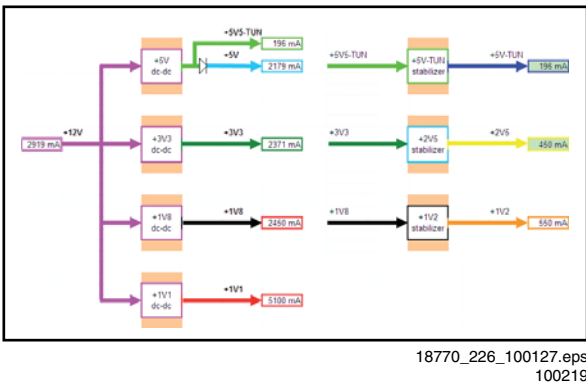 +5V5-TUN
196 mA
+5V
2179 mA
+5V
dc-dc
+5V5-TUN
+5V-TUN
stabilizer
+5V-TUN
196 mA
2919 mA
+12V
+3V3
dc-dc
+3V3
2371 mA
+3V3
+2V5
stabilizer
+2V5
450 mA
+1V8
dc-dc
+1V8
2450 mA
+1V8
+1V2
stabilizer
+1V2
550 mA
+1V1
dc-dc
+1V1
5100 mA
18770_226_100127.eps
100219